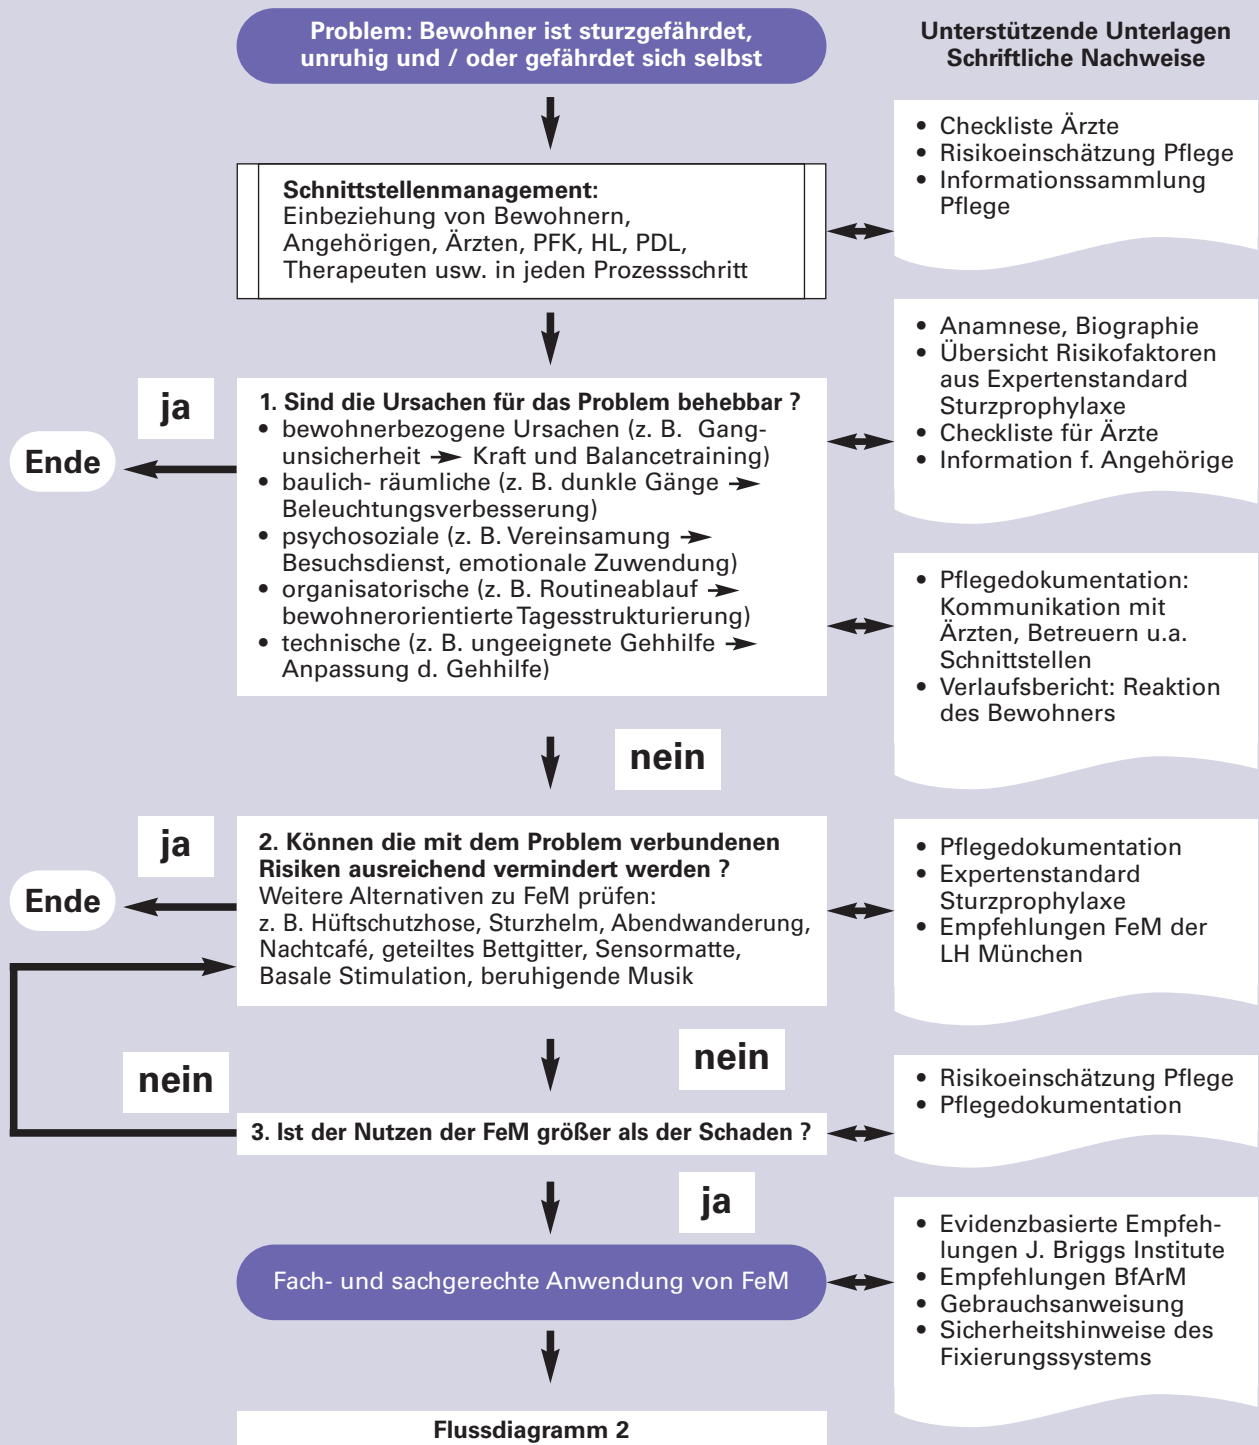 Problem: Bewohner ist sturzgefährdet,
unruhig und / oder gefährdet sich selbst
Unterstützende Unterlagen
Schriftliche Nachweise
Schnittstellenmanagement:
Einbeziehung von Bewohnern,
Angehörigen, Ärzten, PFK, HL, PDL,
Therapeuten usw. in jeden Prozessschritt
• Checkliste Ärzte
• Risikoeinschätzung Pflege
• Informationssammlung
Pflege
ja
Ende
1. Sind die Ursachen für das Problem behebbar ?
• bewohnerbezogene Ursachen (z. B. Gang-
unsicherheit ➛ Kraft und Balancetraining)
• baulich- räumliche (z. B. dunkle Gänge ➛
Beleuchtungsverbesserung)
• psychosoziale (z. B. Vereinsamung ➛
Besuchsdienst, emotionale Zuwendung)
• organisatorische (z. B. Routineablauf ➛
bewohnerorientierte Tagesstrukturierung)
• technische (z. B. ungeeignete Gehhilfe ➛
Anpassung d. Gehhilfe)
• Anamnese, Biographie
• Übersicht Risikofaktoren
aus Expertenstandard
Sturzprophylaxe
• Checkliste für Ärzte
• Information f. Angehörige
• Pflegedokumentation:
Kommunikation mit
Ärzten, Betreuern u.a.
Schnittstellen
• Verlaufsbericht: Reaktion
des Bewohners
nein
ja
Ende
2. Können die mit dem Problem verbundenen
Risiken ausreichend vermindert werden ?
Weitere Alternativen zu FeM prüfen:
z. B. Hüftschutzhose, Sturzhelm, Abendwanderung,
Nachtcafé, geteiltes Bettgitter, Sensormatte,
Basale Stimulation, beruhigende Musik
• Pflegedokumentation
• Expertenstandard
Sturzprophylaxe
• Empfehlungen FeM der
LH München
nein
nein
3. Ist der Nutzen der FeM größer als der Schaden ?
• Risikoeinschätzung Pflege
• Pflegedokumentation
ja
Fach- und sachgerechte Anwendung von FeM
• Evidenzbasierte Empfeh-
lungen J. Briggs Institute
• Empfehlungen BfArM
• Gebrauchsanweisung
• Sicherheitshinweise des
Fixierungssystems
Flussdiagramm 2